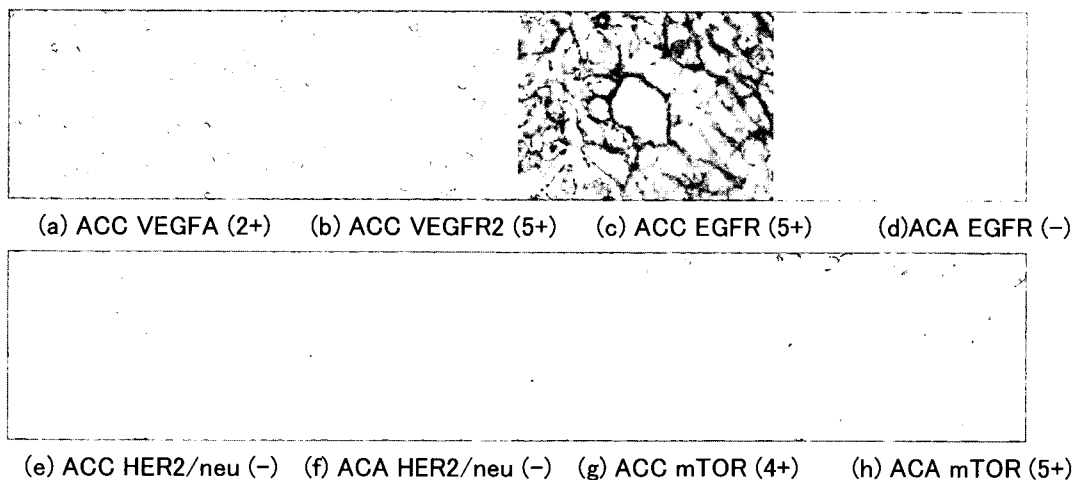 (a) ACC VEGFA (2+) (b) ACC VEGFR2 (5+) (c) ACC EGFR (5+) (d)ACA EGFR (−)
(e) ACC HER2/neu (−) (f) ACA HER2/neu (−) (g) ACC mTOR (4+) (h) ACA mTOR (5+)